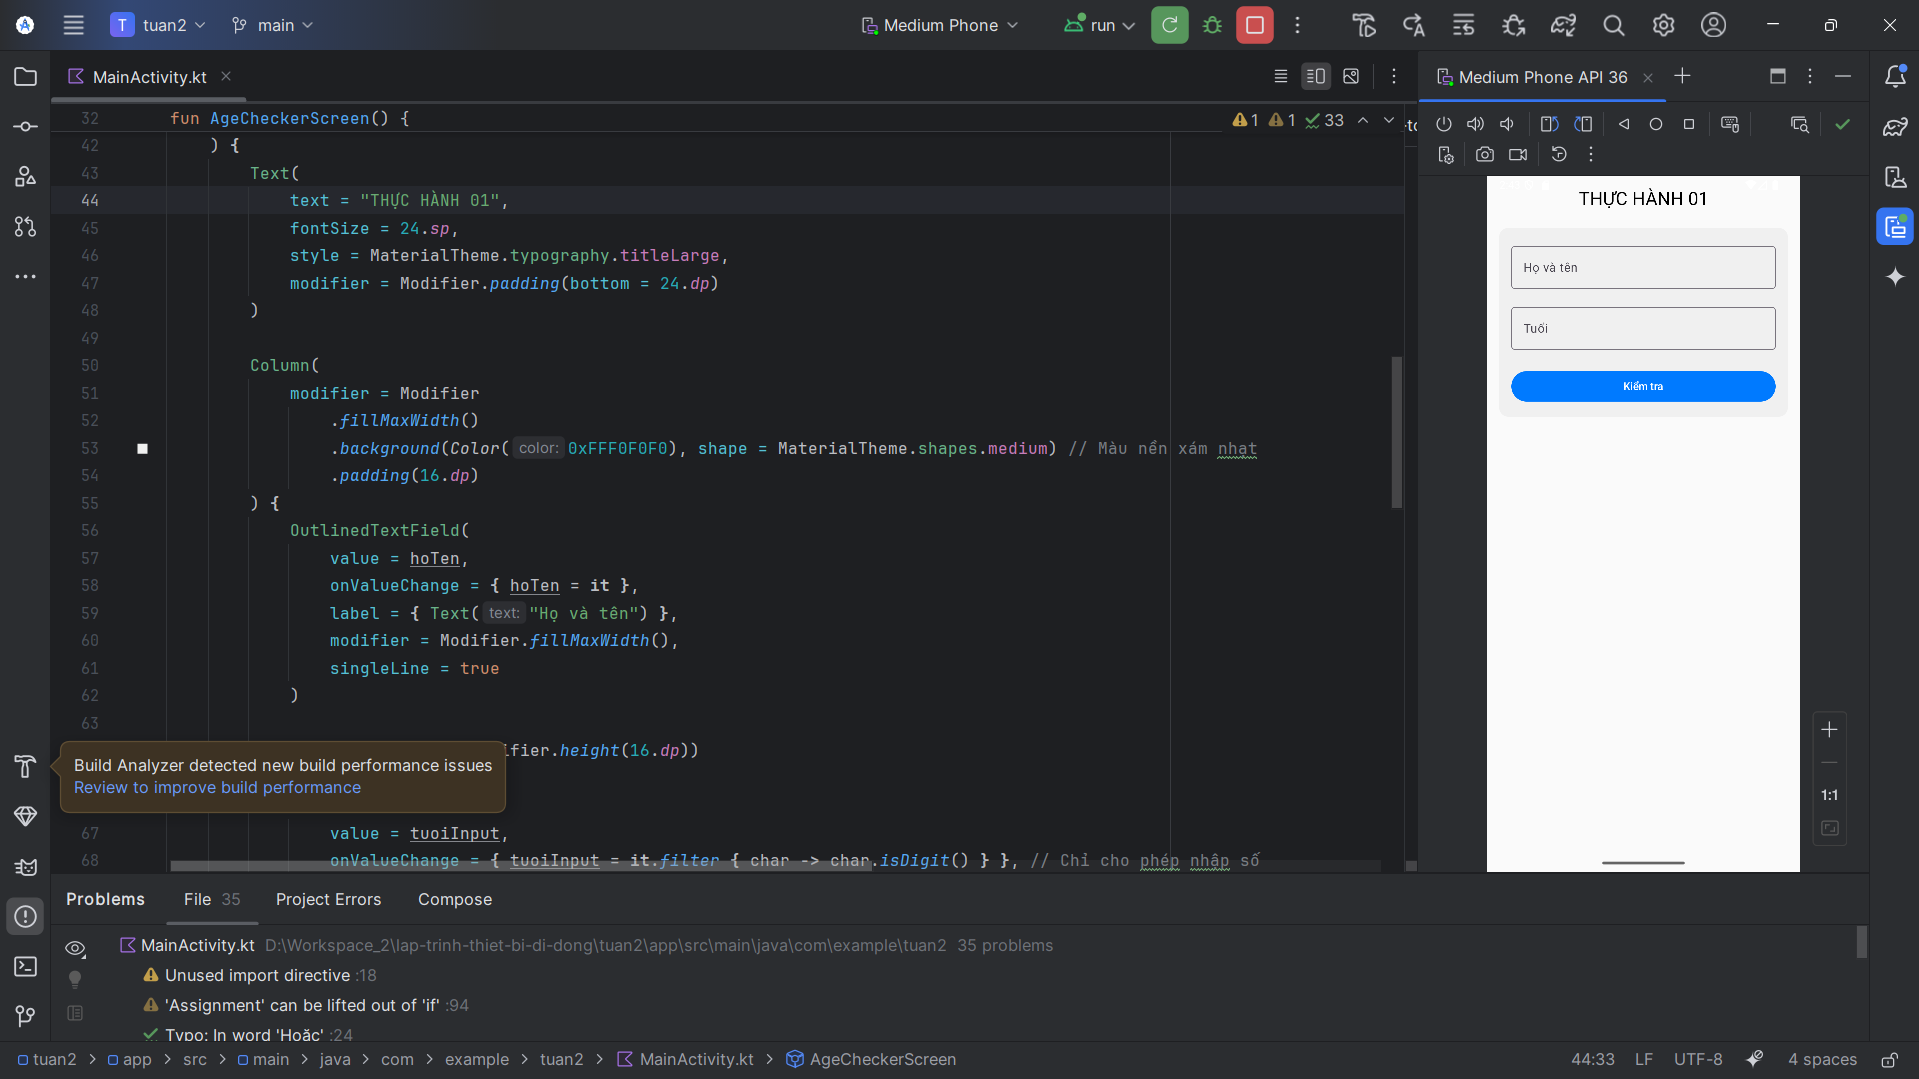 T tuan2 main Medium Phone run
MainActivity.kt
Medium Phone API 36
32 fun AgeCheckerScreen() {
1 1 33
42 ) {
43 Text(
44 text = "THỰC HÀNH 01",
45 fontSize = 24.sp,
46 style = MaterialTheme.typography.titleLarge,
47 modifier = Modifier.padding(bottom = 24.dp)
48 )
49
50 Column(
51 modifier = Modifier
52 .fillMaxWidth()
53 .background(Color( color: 0xFFF0F0F0), shape = MaterialTheme.shapes.medium) // Màu nền xám nhạt
54 .padding(16.dp)
55 ) {
56 OutlinedTextField(
57 value = hoTen,
58 onValueChange = { hoTen = it },
59 label = { Text( text: "Họ và tên") },
60 modifier = Modifier.fillMaxWidth(),
61 singleLine = true
62 )
63
ifier.height(16.dp))
67 value = tuoiInput,
68 onValueChange = { tuoiInput = it.filter { char -> char.isDigit() } }, // Chỉ cho phép nhập số
Build Analyzer detected new build performance issues
Review to improve build performance
THỰC HÀNH 01
Họ và tên
Tuổi
Kiểm tra
1:1
Problems File 35 Project Errors Compose
MainActivity.kt D:\Workspace_2\lap-trinh-thiet-bi-di-dong\tuan2\app\src\main\java\com\example\tuan2 35 problems
Unused import directive :18
'Assignment' can be lifted out of 'if' :94
Typo: In word 'Hoặc' :24
tuan2 > app > src > main > java > com > example > tuan2 > MainActivity.kt > AgeCheckerScreen
44:33 LF UTF-8 4 spaces